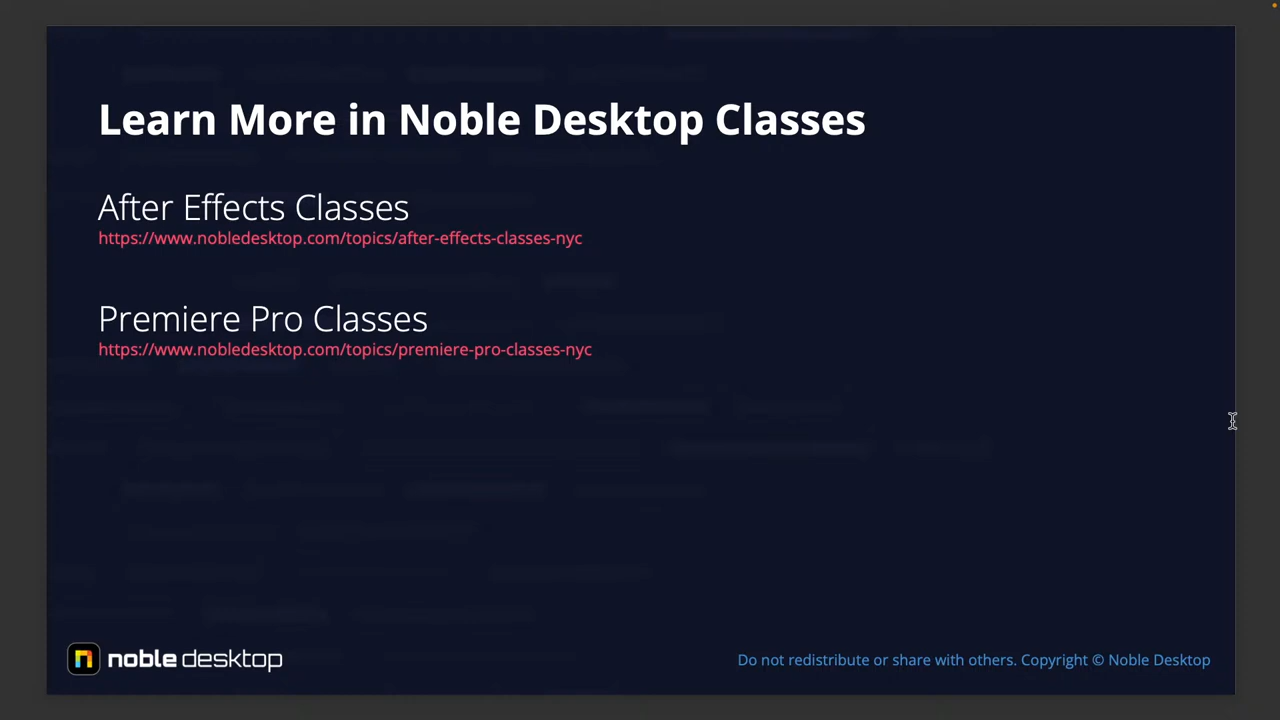 Learn More in Noble Desktop Classes
After Effects Classes
https://www.nobledesktop.com/topics/after-effects-classes-nyc
Premiere Pro Classes
https://www.nobledesktop.com/topics/premiere-pro-classes-nyc
n noble desktop
Do not redistribute or share with others. Copyright © Noble Desktop